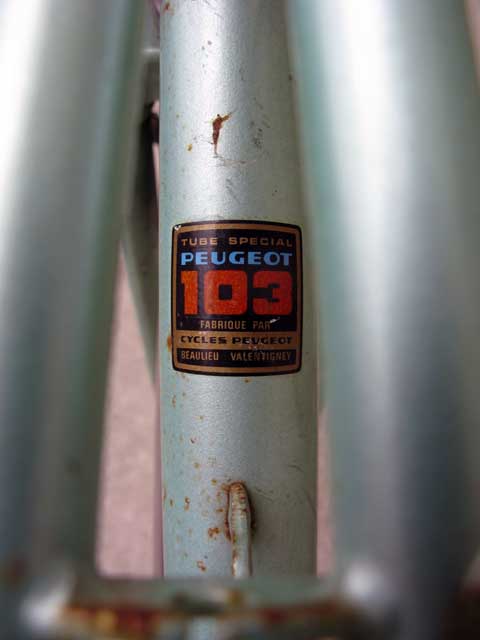 TUBE SPECIAL
PEUGEOT
103
FABRIQUE PAR
CYCLES PEUGEOT
BEAULIEU VALENTIGNEY